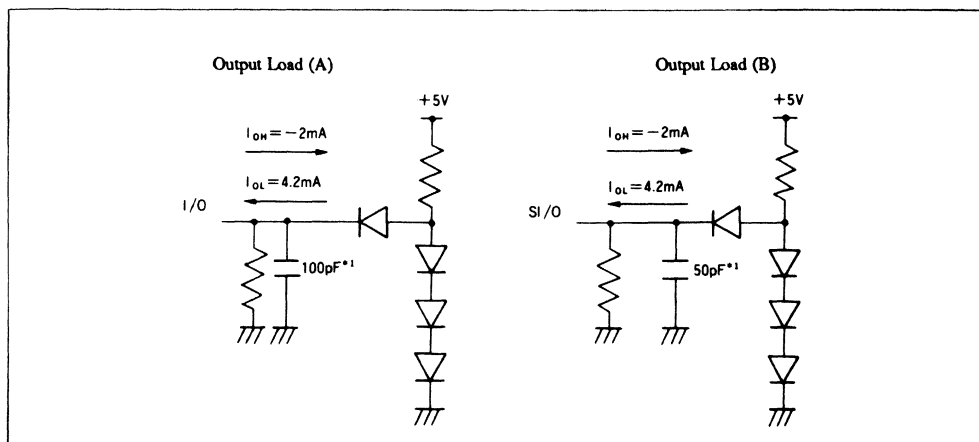 Output Load (A)
+5V
I_OH=-2mA
I_OL=4.2mA
I/O
100pF*1
Output Load (B)
+5V
I_OH=-2mA
I_OL=4.2mA
SI/O
50pF*1